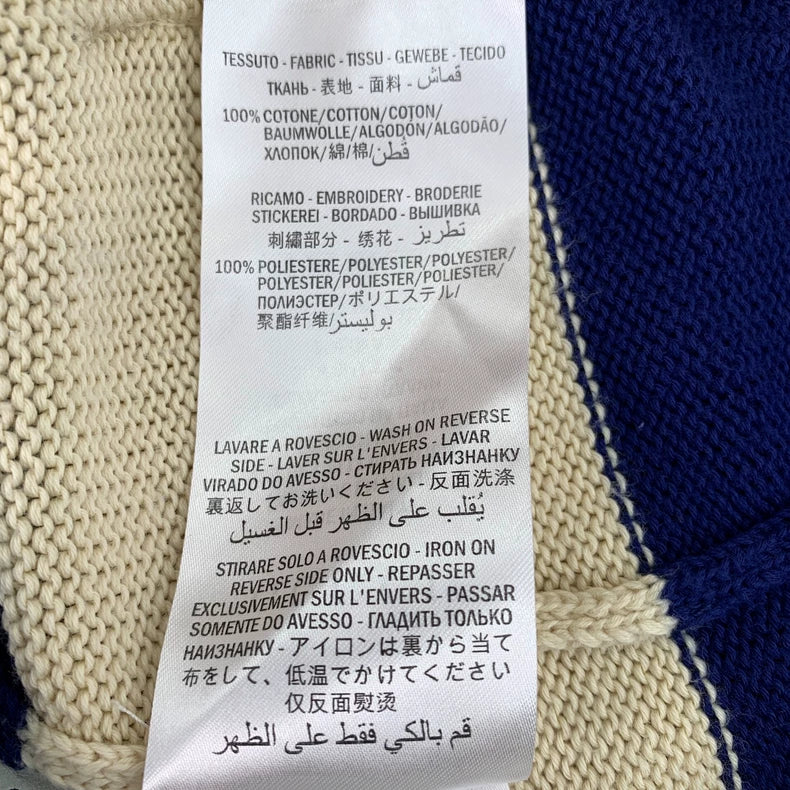 TESSUTO - FABRIC - TISSU - GEWEBE - TECIDO
ТКАНЬ - 表地 - 面料 - قماش
100% COTONE/COTTON/COTON/
BAUMWOLLE/ALGODÓN/ALGODÃO/
ХЛОПОК/綿/棉/قُطن
RICAMO - EMBROIDERY - BRODERIE
STICKEREI - BORDADO - ВЫШИВКА
刺繍部分 - 绣花 - تطريز
100% POLIESTERE/POLYESTER/POLYESTER/
POLYESTER/POLIÉSTER/POLIÉSTER/
ПОЛИЭСТЕР/ポリエステル/
聚酯纤维/بوليستر
LAVARE A ROVESCIO - WASH ON REVERSE
SIDE - LAVER SUR L'ENVERS - LAVAR
VIRADO DO AVESSO - СТИРАТЬ НАИЗНАНКУ
裏返してお洗いください - 反面洗涤
يُقلب على الظهر قبل الغسيل
STIRARE SOLO A ROVESCIO - IRON ON
REVERSE SIDE ONLY - REPASSER
EXCLUSIVEMENT SUR L'ENVERS - PASSAR
SOMENTE DO AVESSO - ГЛАДИТЬ ТОЛЬКО
НАИЗНАНКУ - アイロンは裏から当て
布をして、低温でかけてください
仅反面熨烫
قم بالكي فقط على الظهر